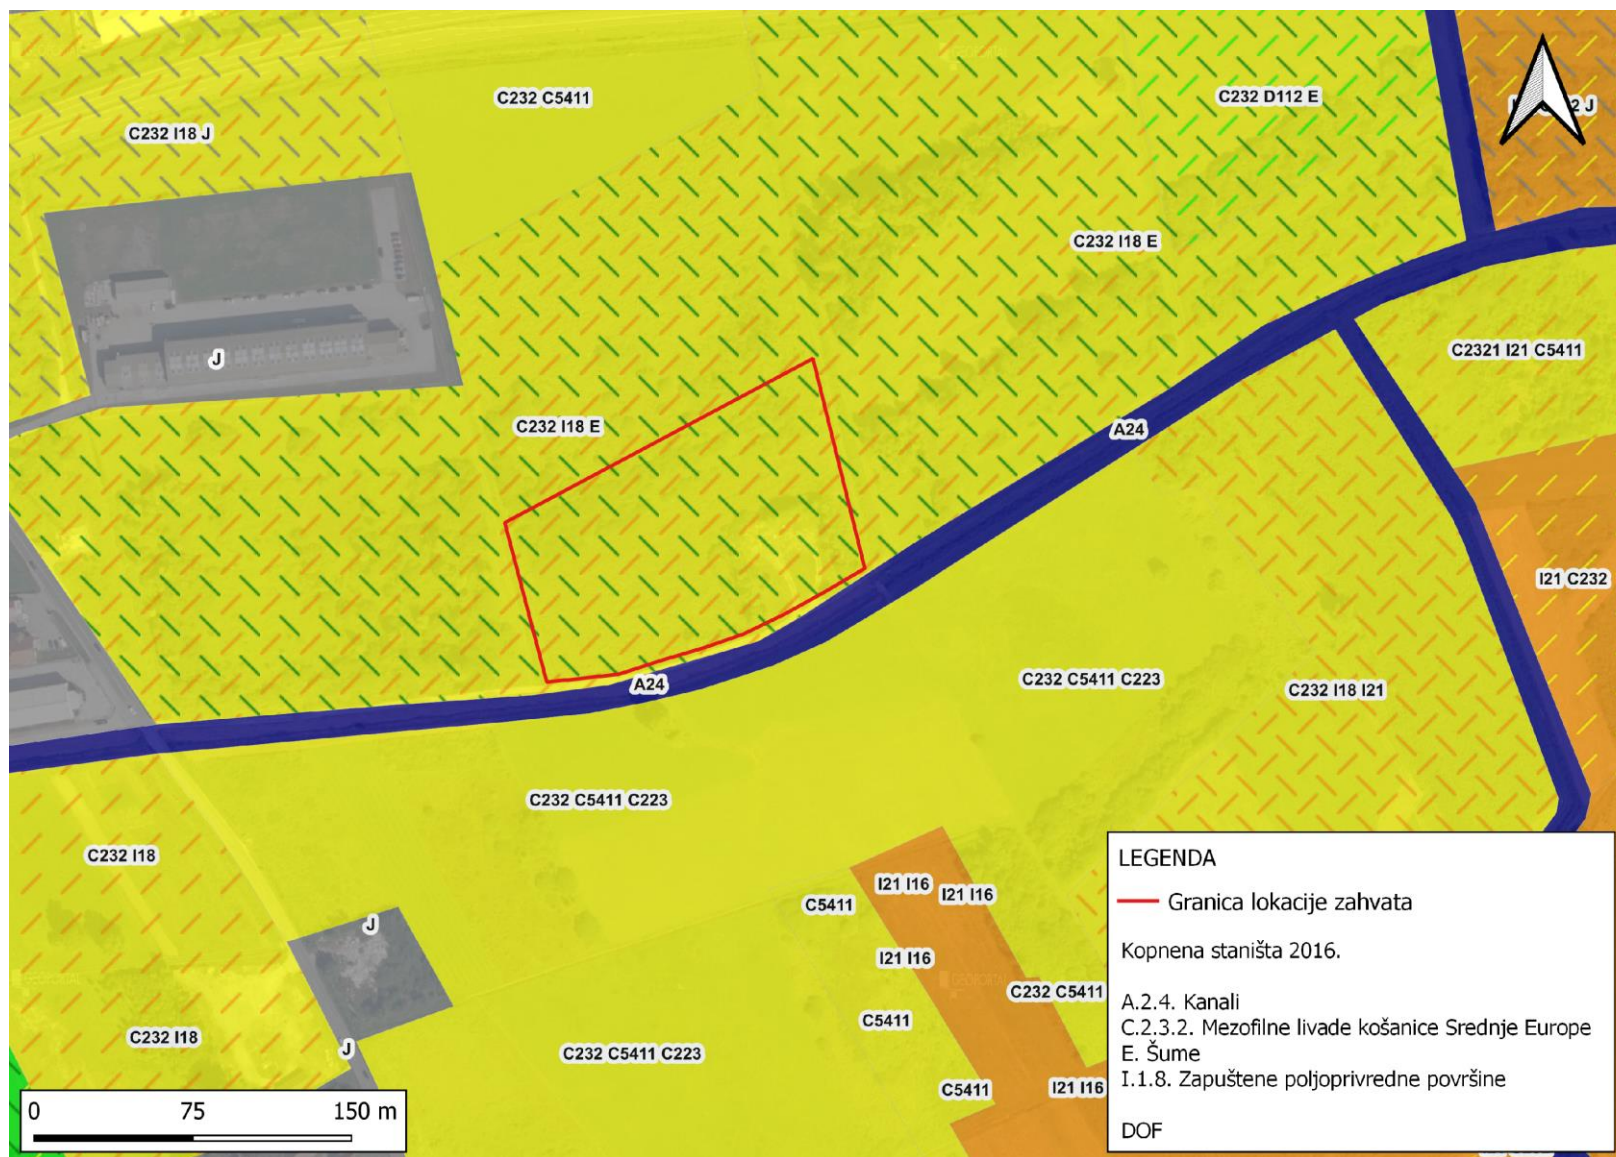 C232 C5411
C232 D112 E
C232 I18 J
C232 I18 E
C2321 I21 C5411
J
C232 I18 E
A24
I21 C232
C232 C5411 C223
A24
C232 I18 I21
C232 C5411 C223
C232 I18
I21 I16
I21 I16
C5411
J
I21 I16
C232 C5411
C5411
C232 I18
J
C232 C5411 C223
C5411
I21 I16
LEGENDA
Granica lokacije zahvata
Kopnena staništa 2016.
A.2.4. Kanali
C.2.3.2. Mezofilne livade košanice Srednje Europe
E. Šume
I.1.8. Zapuštene poljoprivredne površine
DOF
0 75 150 m